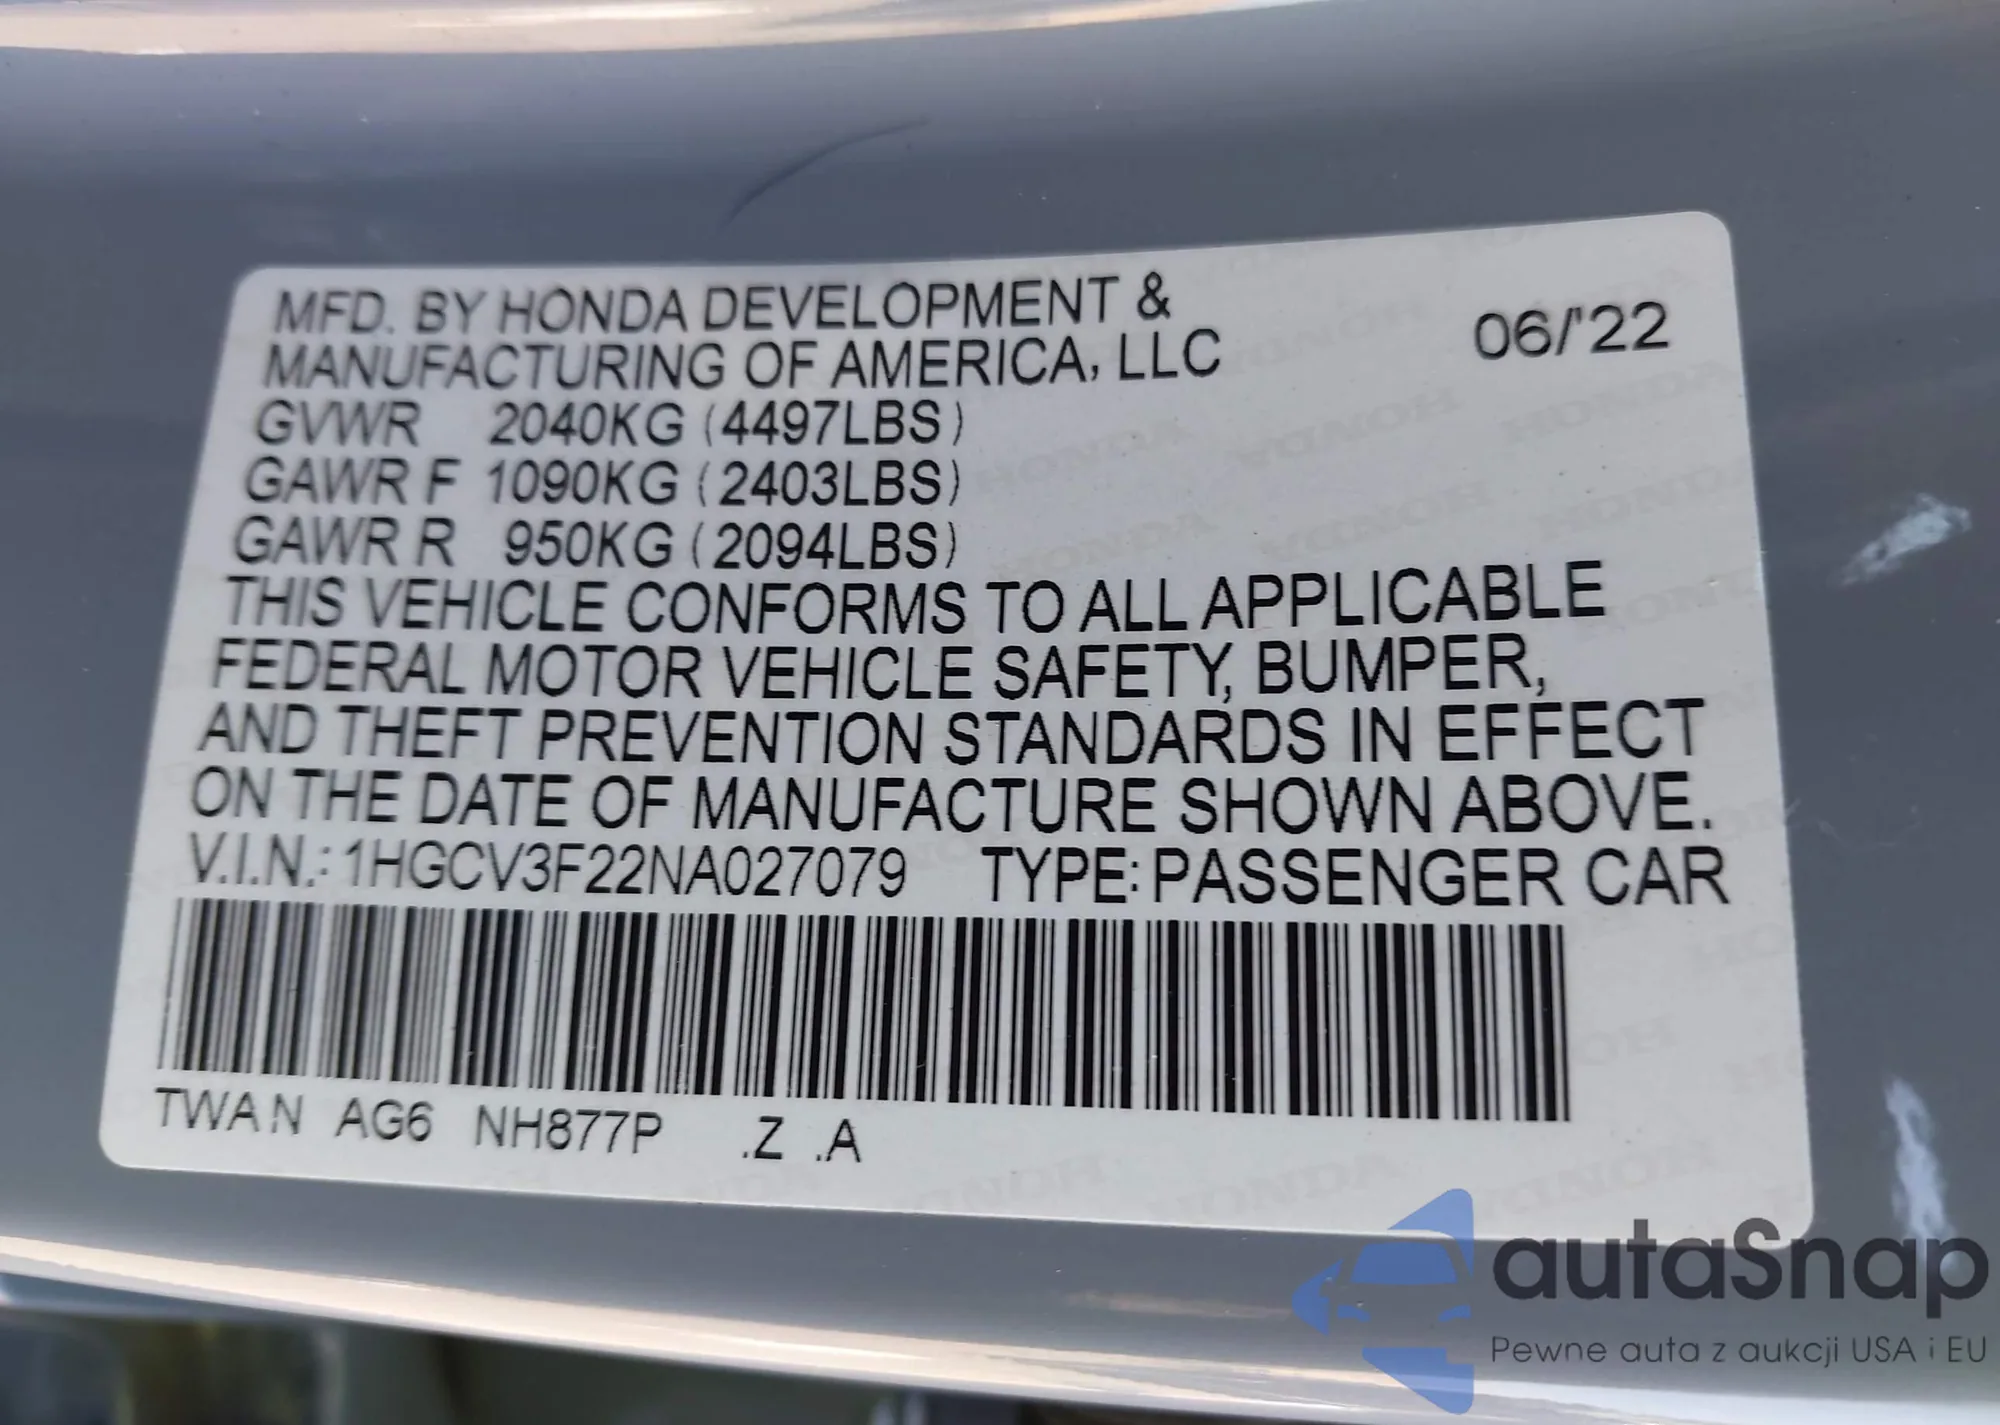 MFD. BY HONDA DEVELOPMENT &
MANUFACTURING OF AMERICA, LLC
06/'22
GVWR 2040KG (4497LBS)
GAWR F 1090KG (2403LBS)
GAWR R 950KG (2094LBS)
THIS VEHICLE CONFORMS TO ALL APPLICABLE
FEDERAL MOTOR VEHICLE SAFETY, BUMPER,
AND THEFT PREVENTION STANDARDS IN EFFECT
ON THE DATE OF MANUFACTURE SHOWN ABOVE.
V.I.N.: 1HGCV3F22NA027079 TYPE: PASSENGER CAR
TWAN AG6 NH877P .Z .A
autaSnap
Pewne auta z aukcji USA i EU